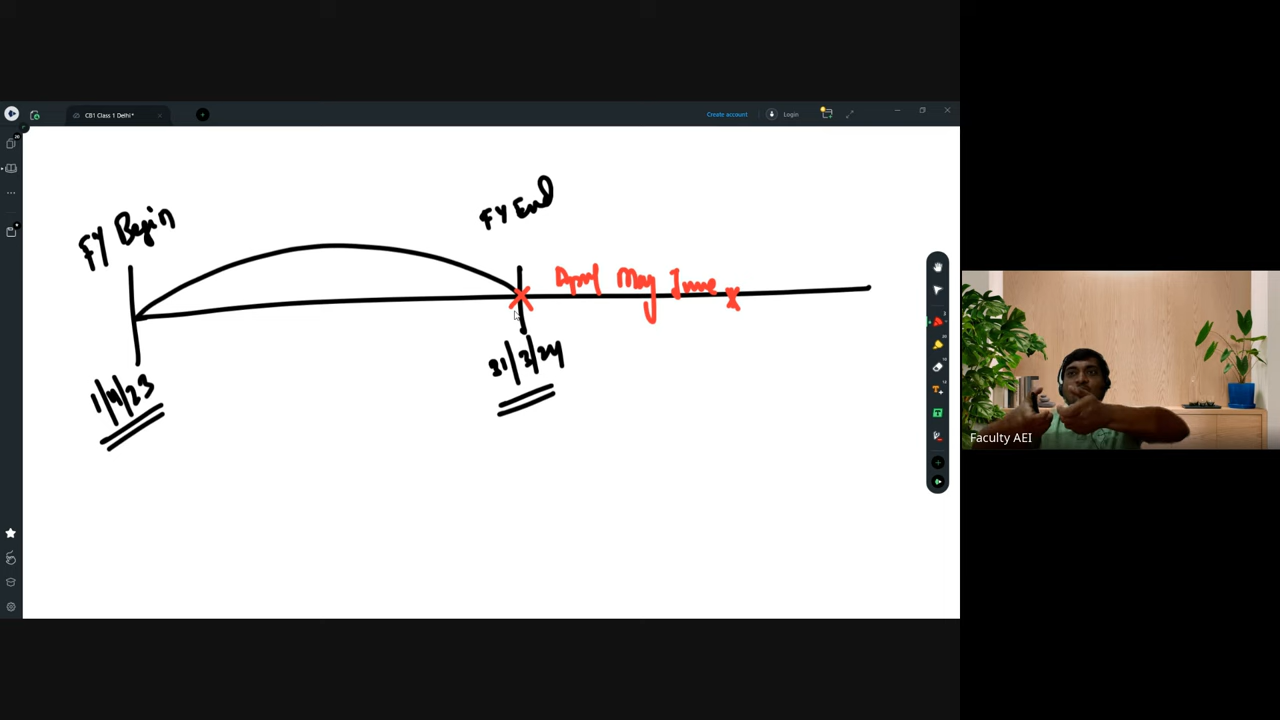 CB1 Class 1 Delhi*
Create account
Login
FY Begin
FY End
April May June
1/4/23
31/3/24
Faculty AEI